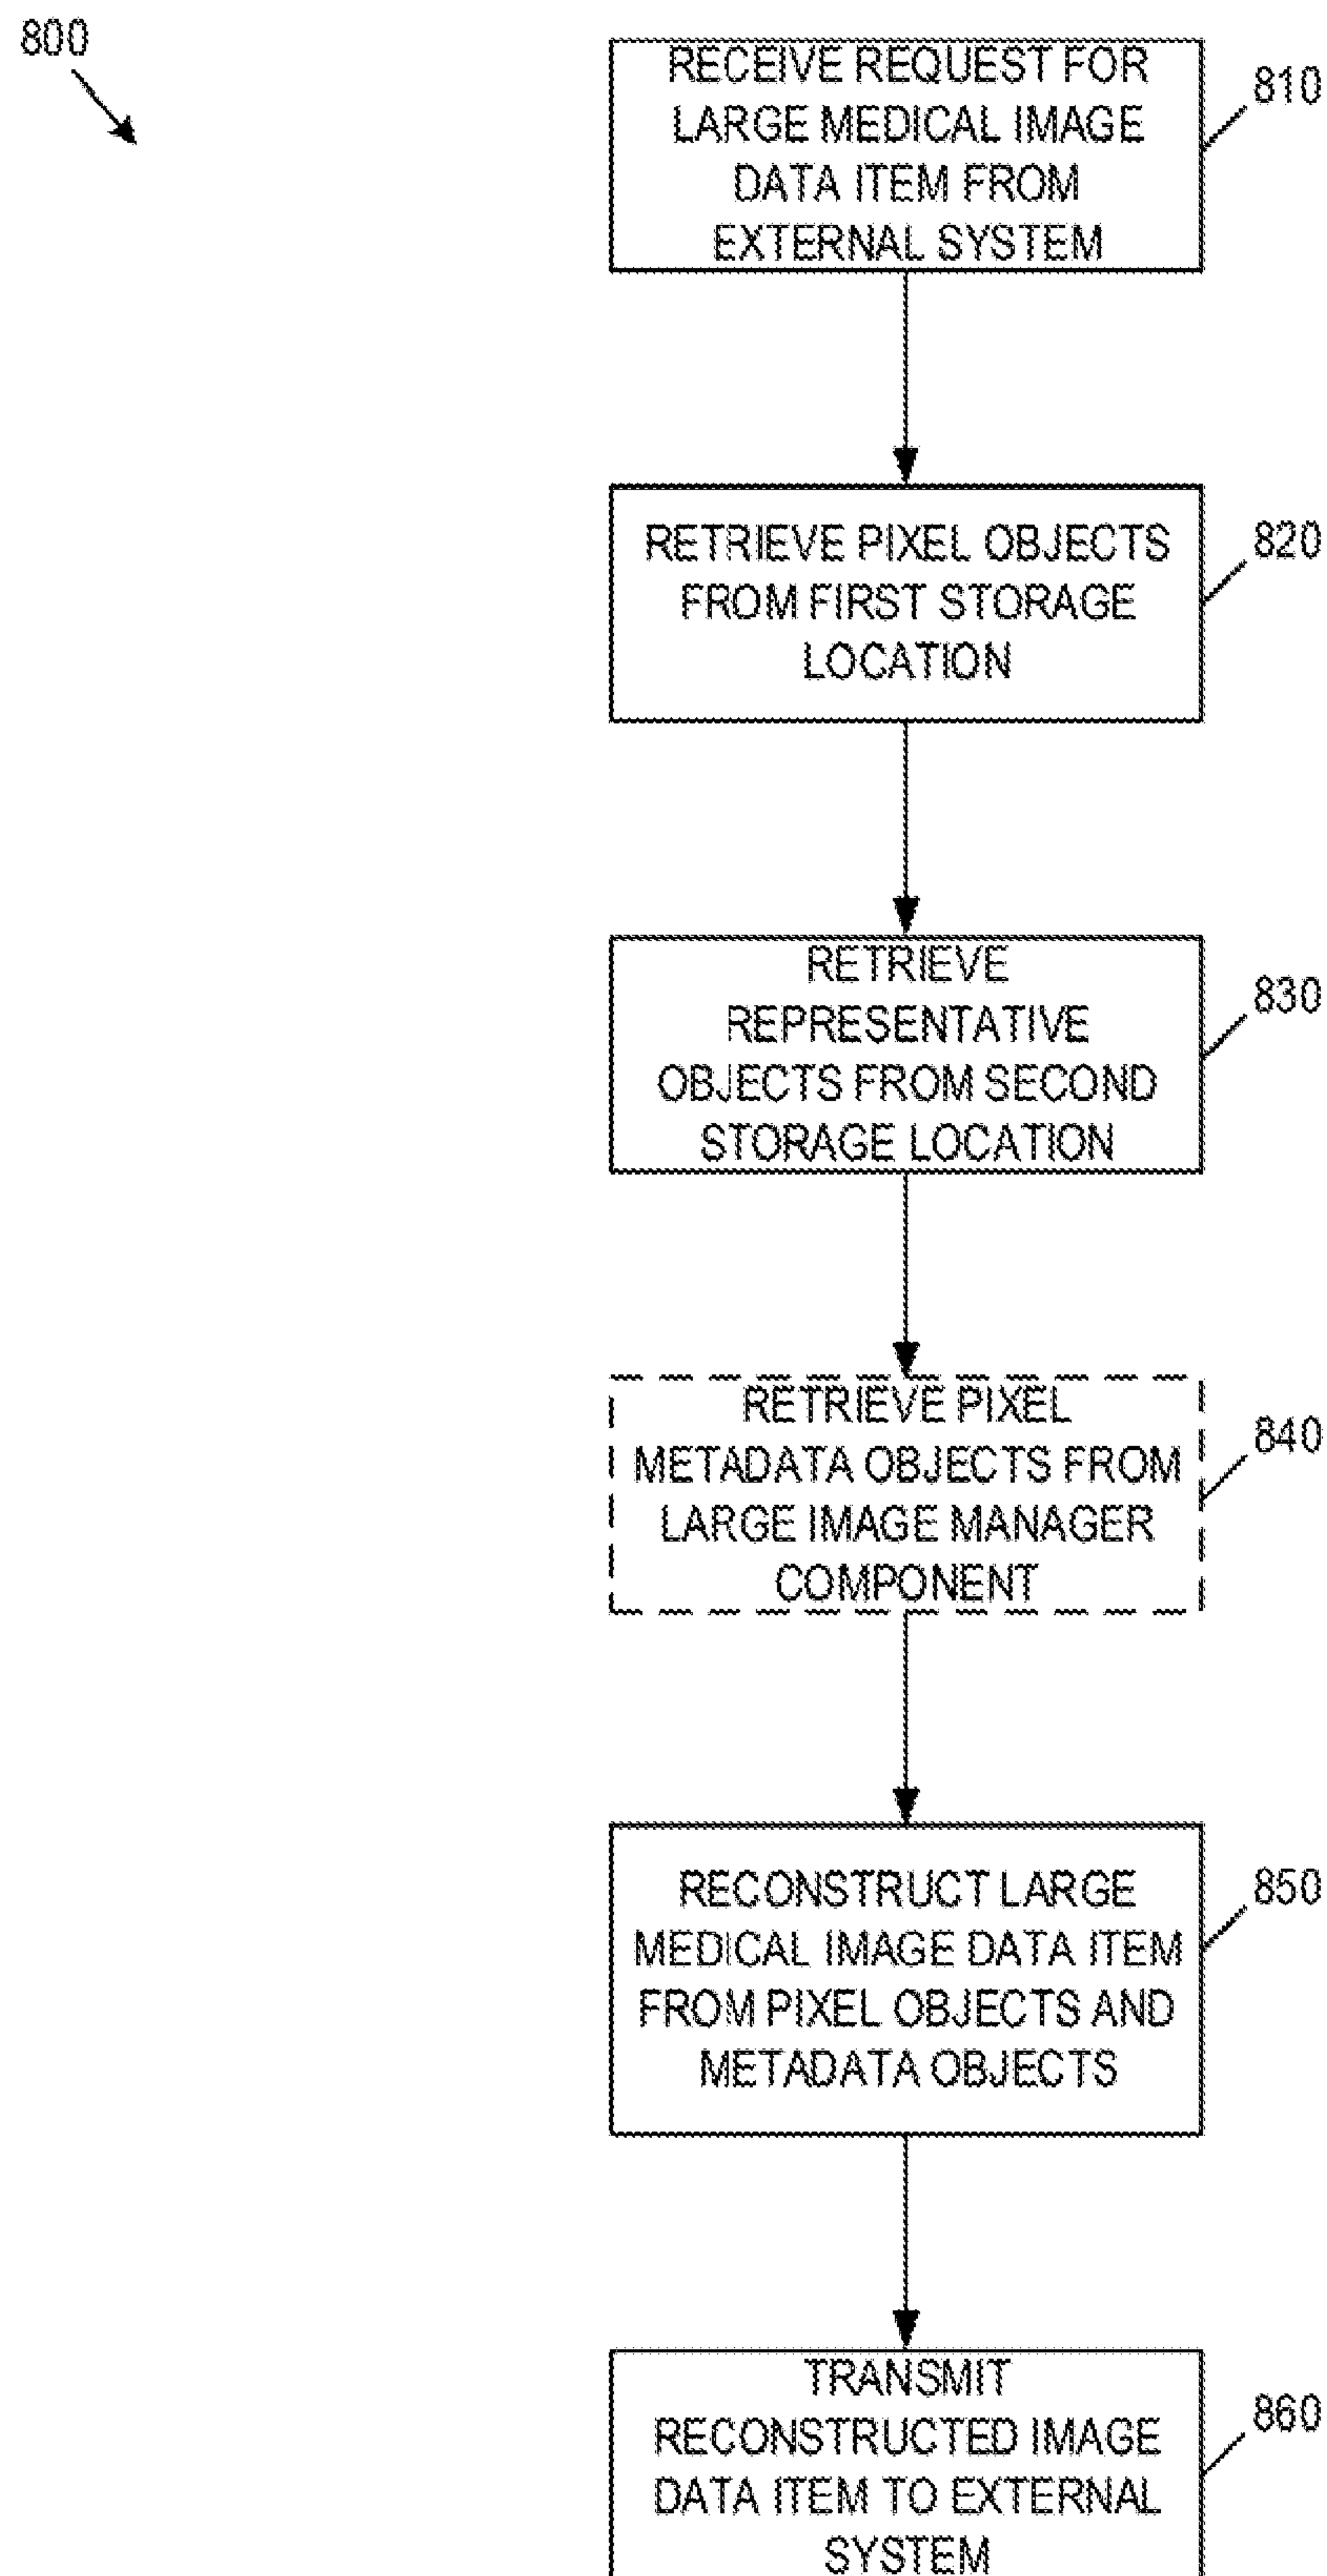 800
RECEIVE REQUEST FOR
LARGE MEDICAL IMAGE
DATA ITEM FROM
EXTERNAL SYSTEM
810
RETRIEVE PIXEL OBJECTS
FROM FIRST STORAGE
LOCATION
820
RETRIEVE
REPRESENTATIVE
OBJECTS FROM SECOND
STORAGE LOCATION
830
RETRIEVE PIXEL
METADATA OBJECTS FROM
LARGE IMAGE MANAGER
COMPONENT
840
RECONSTRUCT LARGE
MEDICAL IMAGE DATA ITEM
FROM PIXEL OBJECTS AND
METADATA OBJECTS
850
TRANSMIT
RECONSTRUCTED IMAGE
DATA ITEM TO EXTERNAL
SYSTEM
860